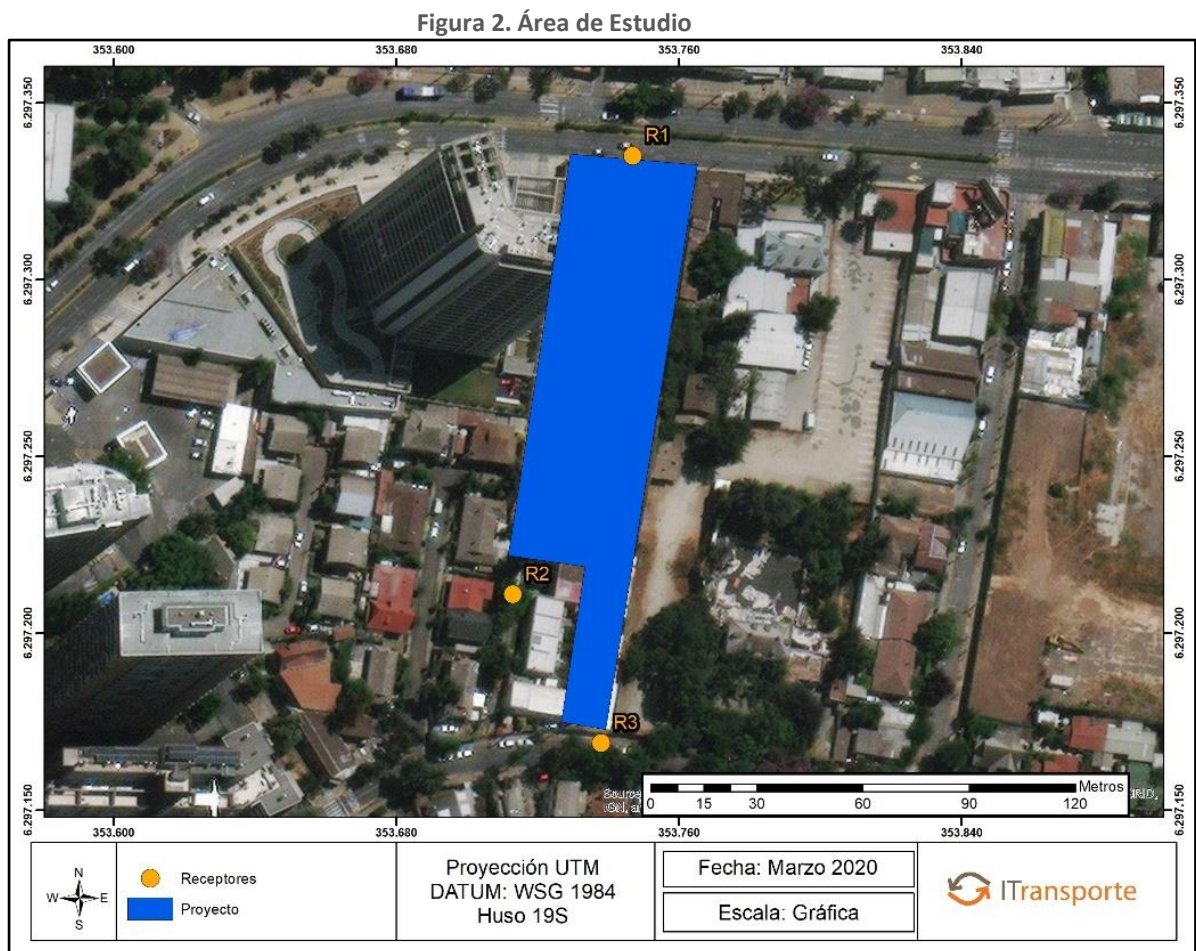 Figura 2. Área de Estudio
353.600 353.680 353.760 353.840
6.297.350 6.297.350
R1
6.297.300 6.297.300
6.297.250 6.297.250
R2
6.297.200 6.297.200
R3
Metros
0 15 30 60 90 120
Source
IGN, a
6.297.150 6.297.150
353.600 353.680 353.760 353.840
N
W E
S
Receptores
Proyecto
Proyección UTM
DATUM: WSG 1984
Huso 19S
Fecha: Marzo 2020
Escala: Gráfica
ITransporte